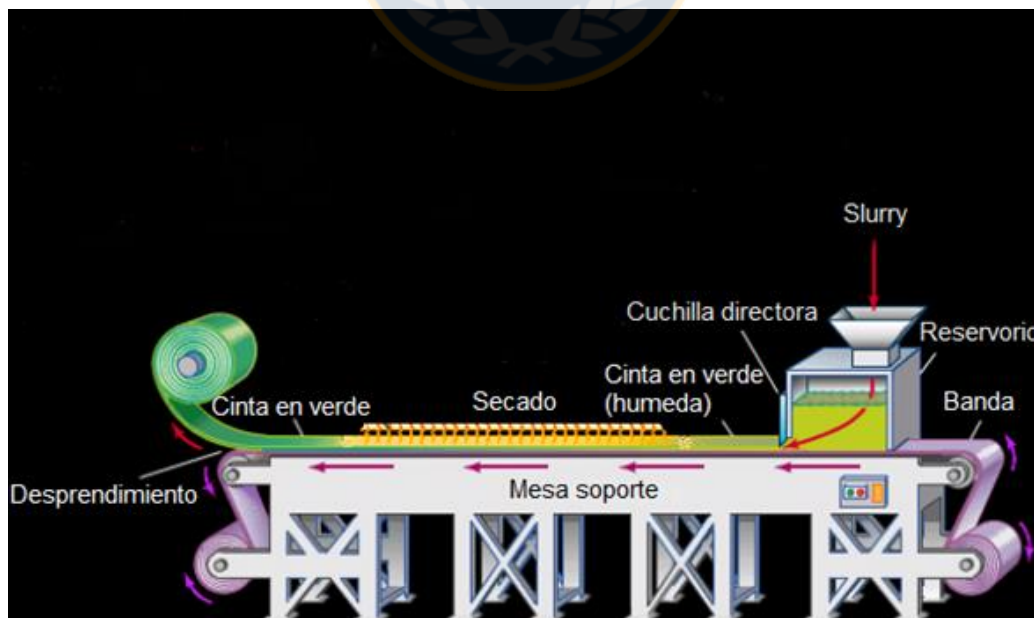 Slurry
Cuchilla directora
Reservorio
Cinta en verde
(humeda)
Secado
Banda
Cinta en verde
Desprendimiento
Mesa soporte